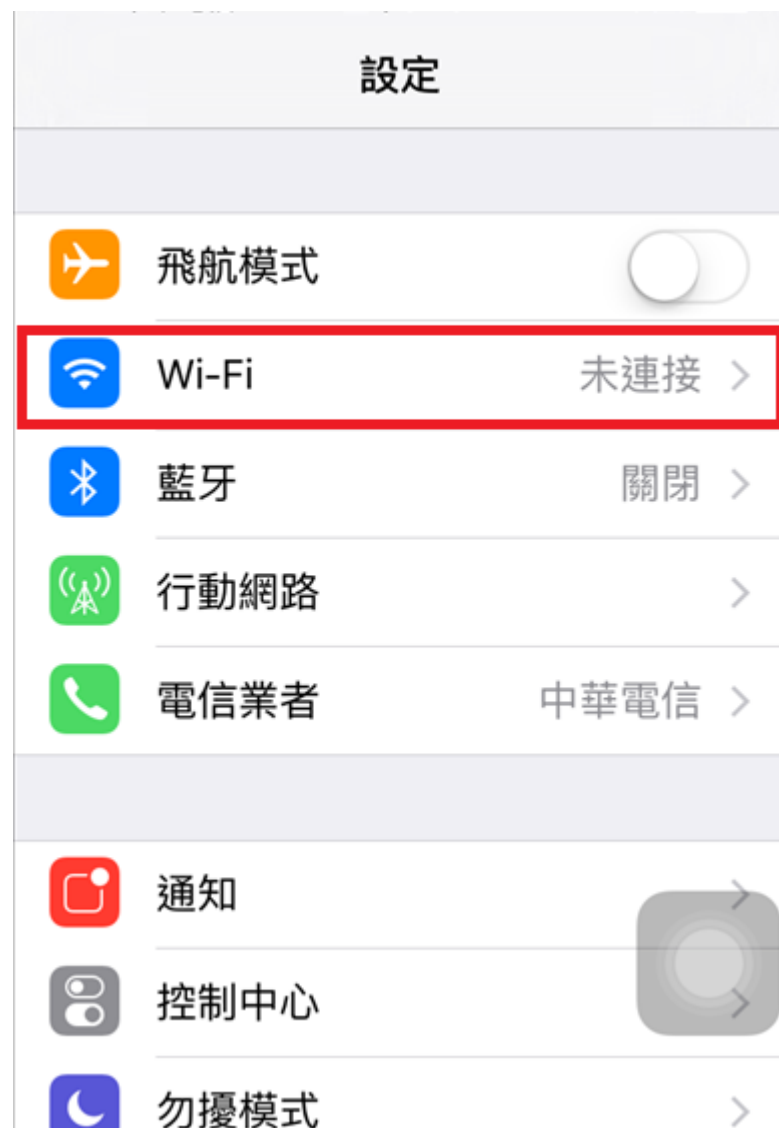 設定
飛航模式
Wi-Fi 未連接
藍牙 關閉
行動網路
電信業者 中華電信
通知
控制中心
勿擾模式